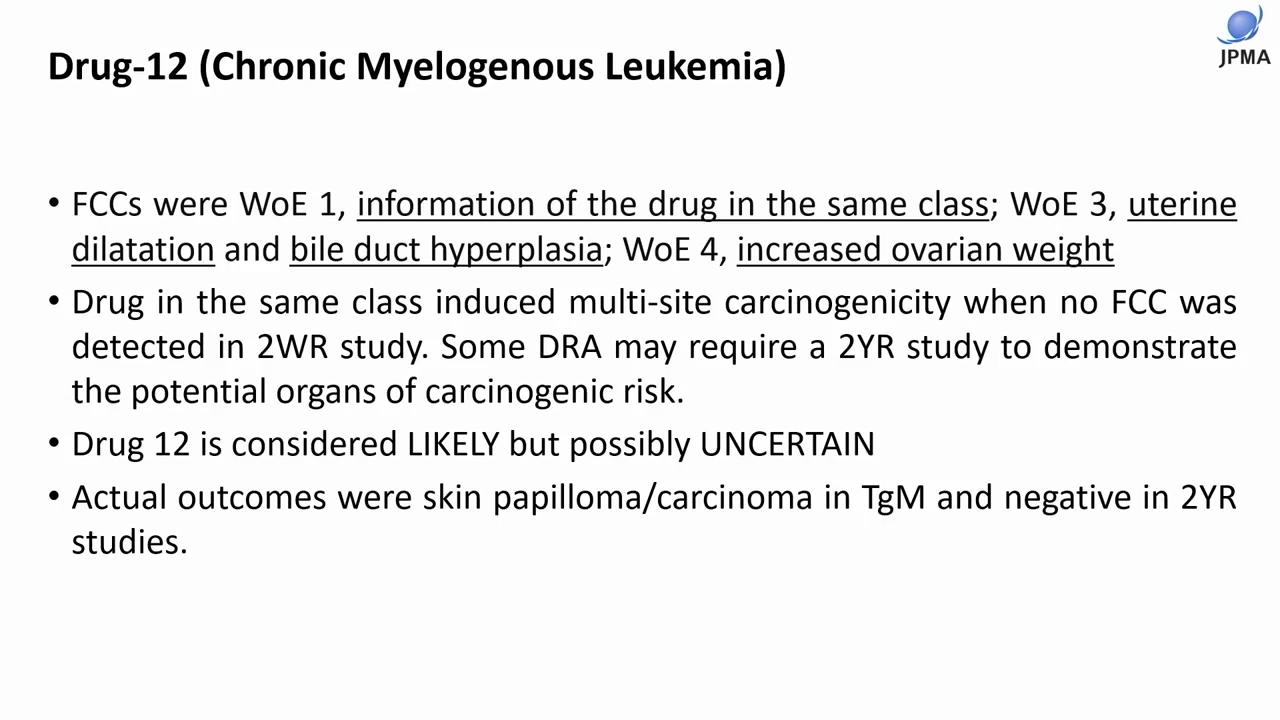 JPMA
Drug-12 (Chronic Myelogenous Leukemia)
• FCCs were WoE 1, information of the drug in the same class; WoE 3, uterine
dilatation and bile duct hyperplasia; WoE 4, increased ovarian weight
• Drug in the same class induced multi-site carcinogenicity when no FCC was
detected in 2WR study. Some DRA may require a 2YR study to demonstrate
the potential organs of carcinogenic risk.
• Drug 12 is considered LIKELY but possibly UNCERTAIN
• Actual outcomes were skin papilloma/carcinoma in TgM and negative in 2YR
studies.